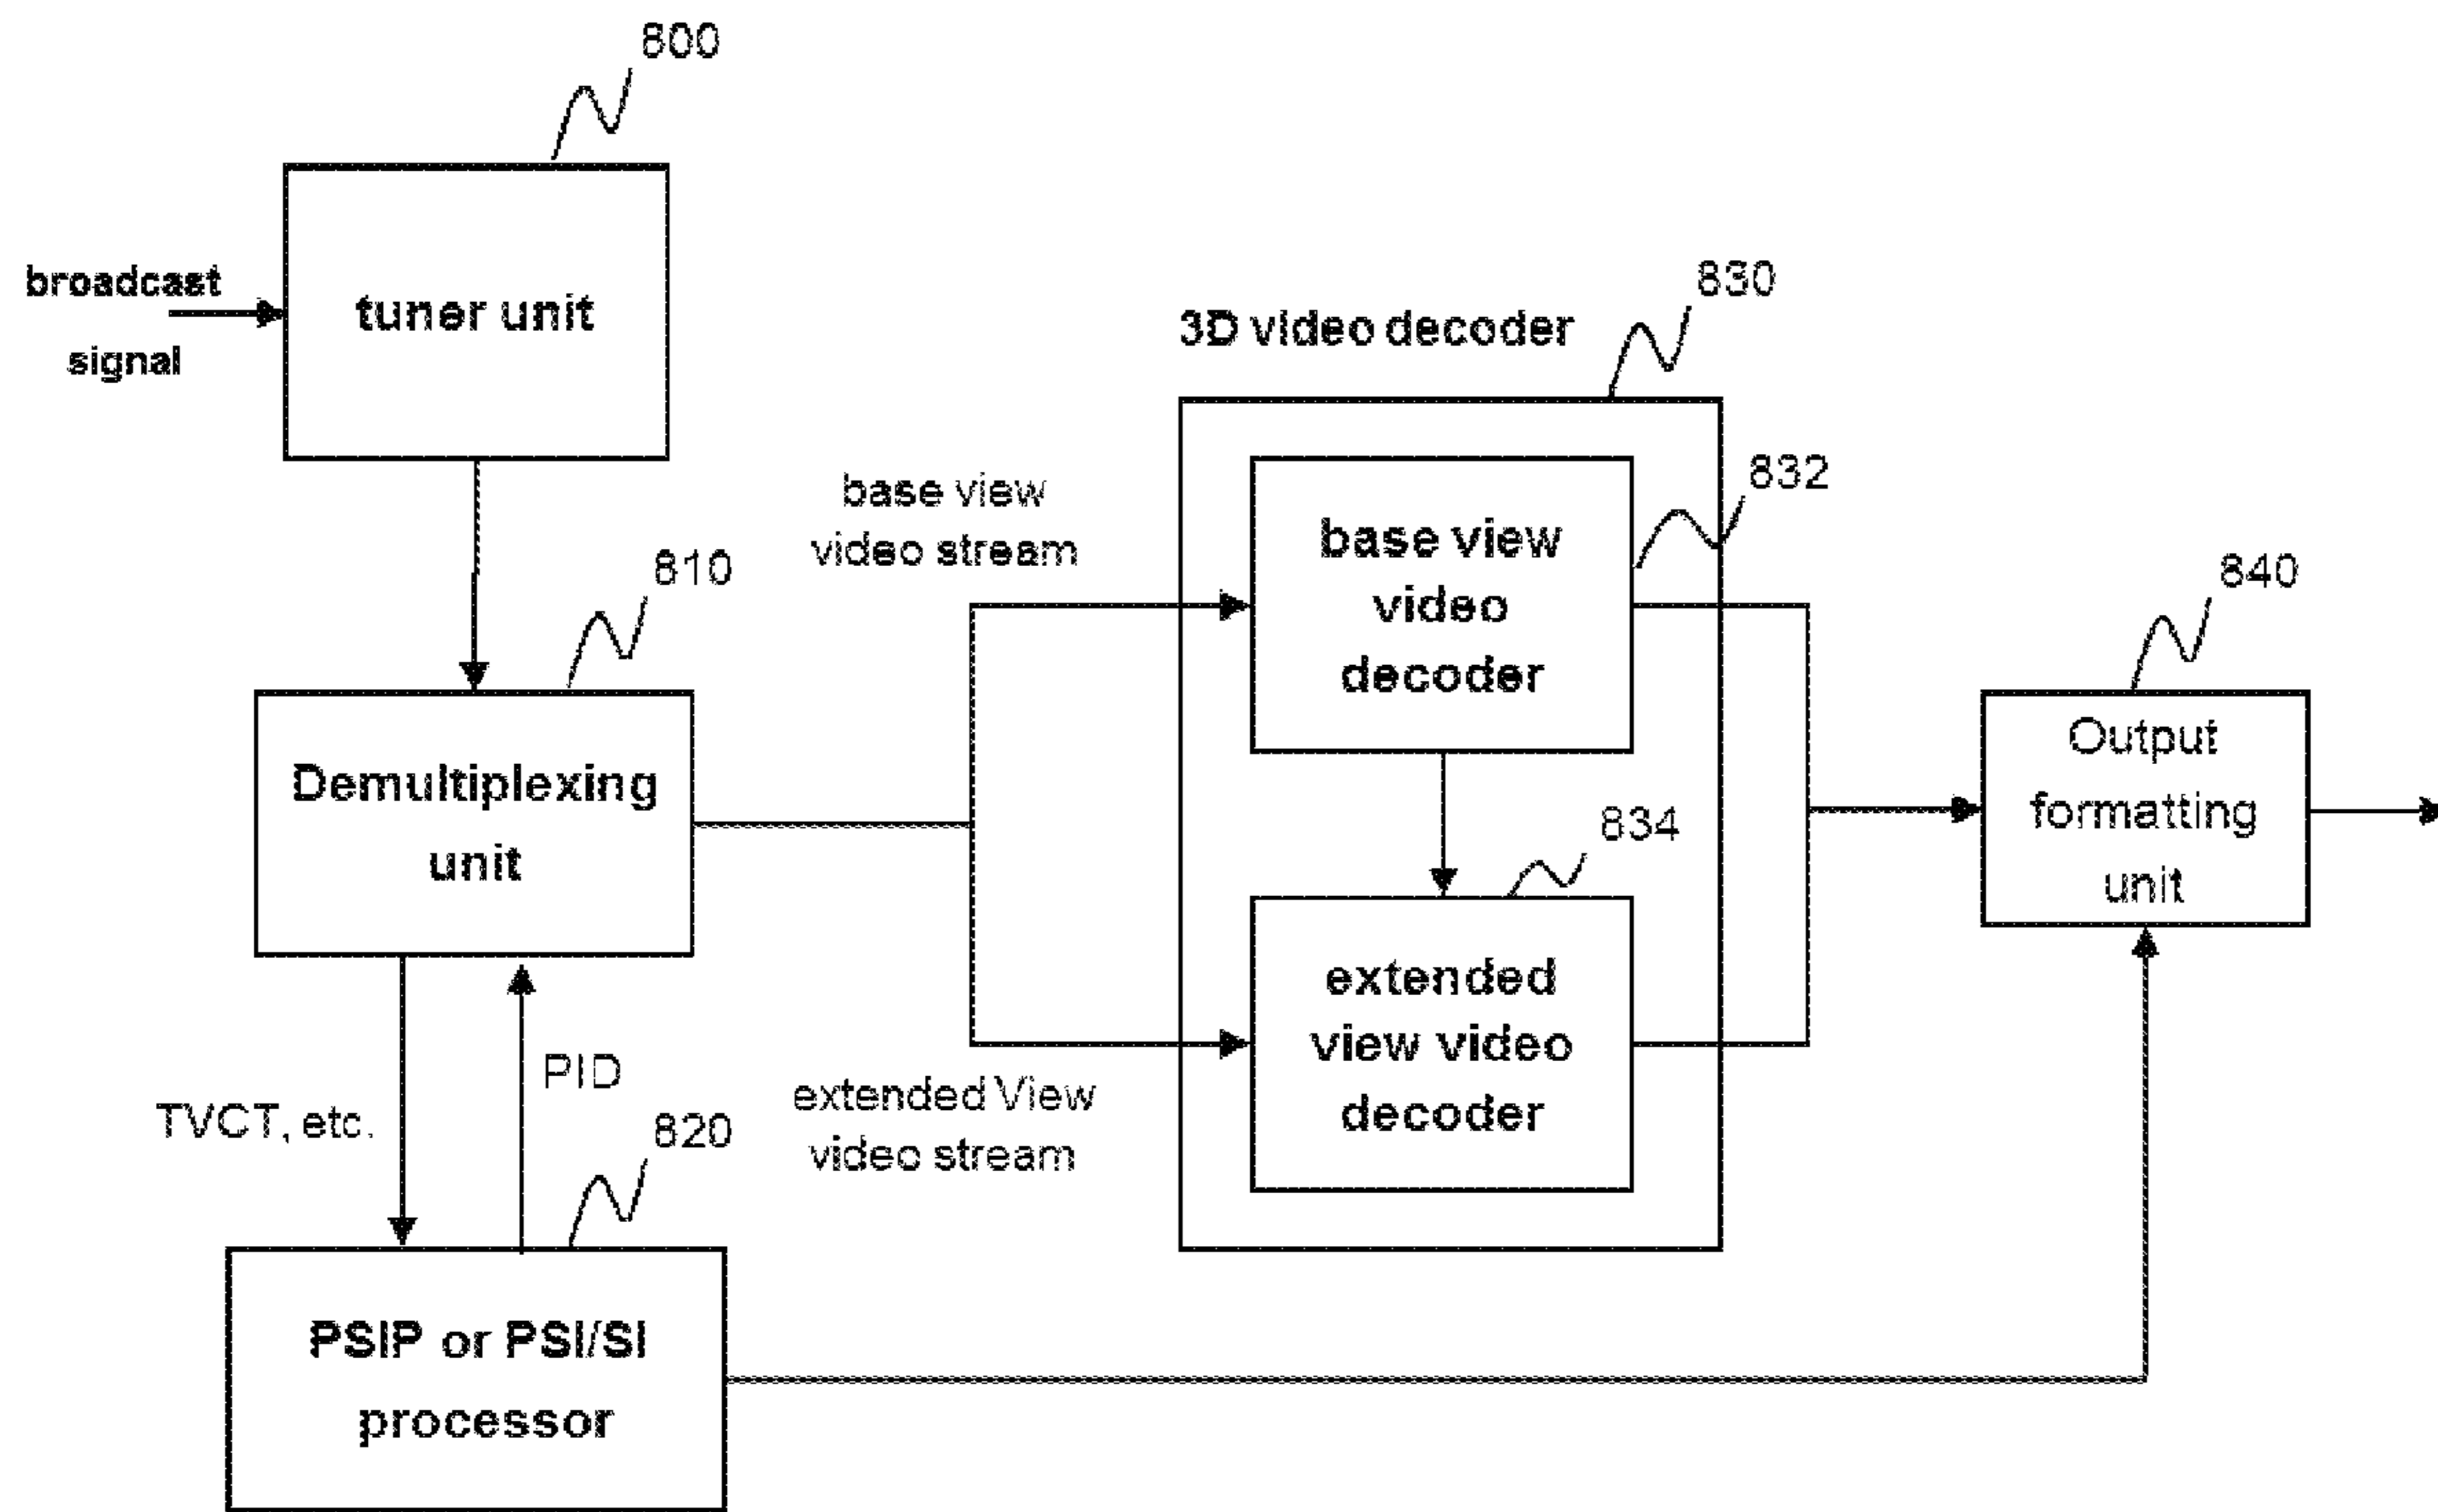 800
broadcast
signal
tuner unit
830
3D video decoder
832
base view
video stream
base view
video
decoder
810
840
Demultiplexing
unit
Output
formatting
unit
834
extended
view video
decoder
PID
TVCT, etc.
extended View
video stream
820
PSIP or PSI/SI
processor